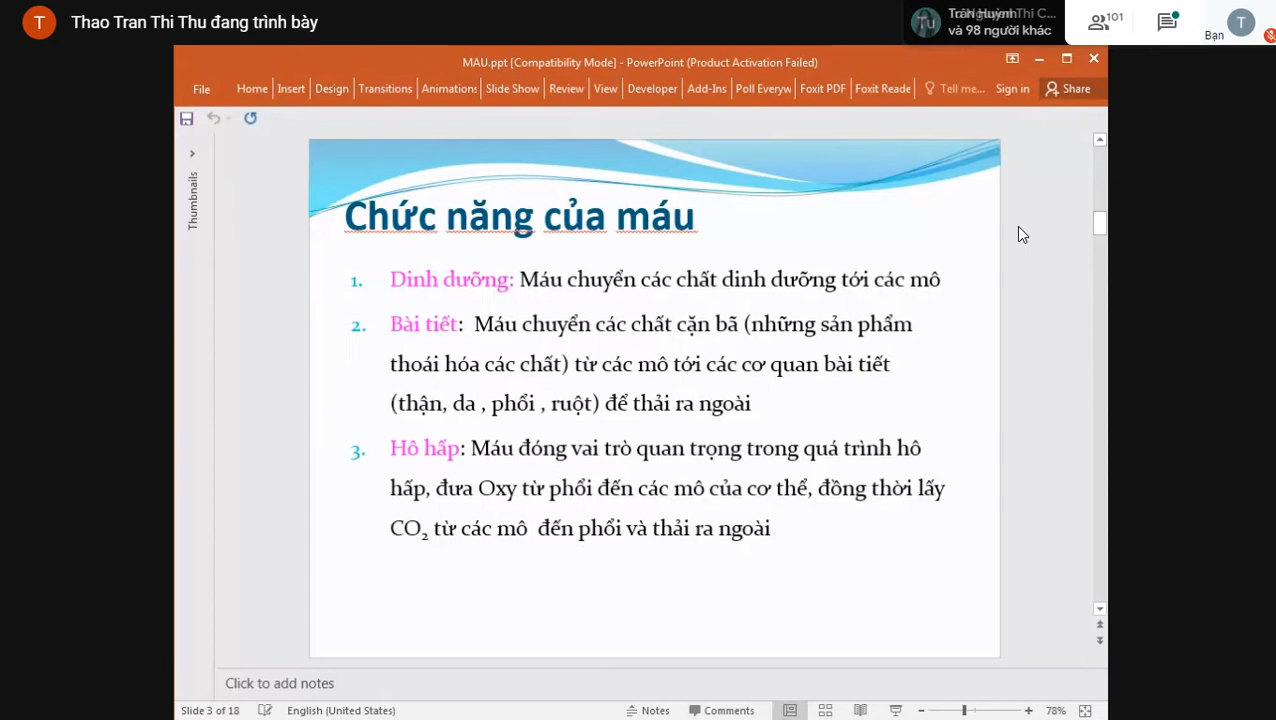 T Thao Tran Thi Thu đang trình bày
Tu
và 98 người khác
101
T
Bạn
MAU.ppt [Compatibility Mode] - PowerPoint (Product Activation Failed)
File Home Insert Design Transitions Animations Slide Show Review View Developer Add-Ins Poll Everyw Foxit PDF Foxit Reade Tell me... Sign in Share
Thumbnails
Chức năng của máu
1. Dinh dưỡng: Máu chuyển các chất dinh dưỡng tới các mô
2. Bài tiết: Máu chuyển các chất cặn bã (những sản phẩm
thoái hóa các chất) từ các mô tới các cơ quan bài tiết
(thận, da , phổi , ruột) để thải ra ngoài
3. Hô hấp: Máu đóng vai trò quan trọng trong quá trình hô
hấp, đưa Oxy từ phổi đến các mô của cơ thể, đồng thời lấy
CO₂ từ các mô đến phổi và thải ra ngoài
Click to add notes
Slide 3 of 18 English (United States) Notes Comments 78%